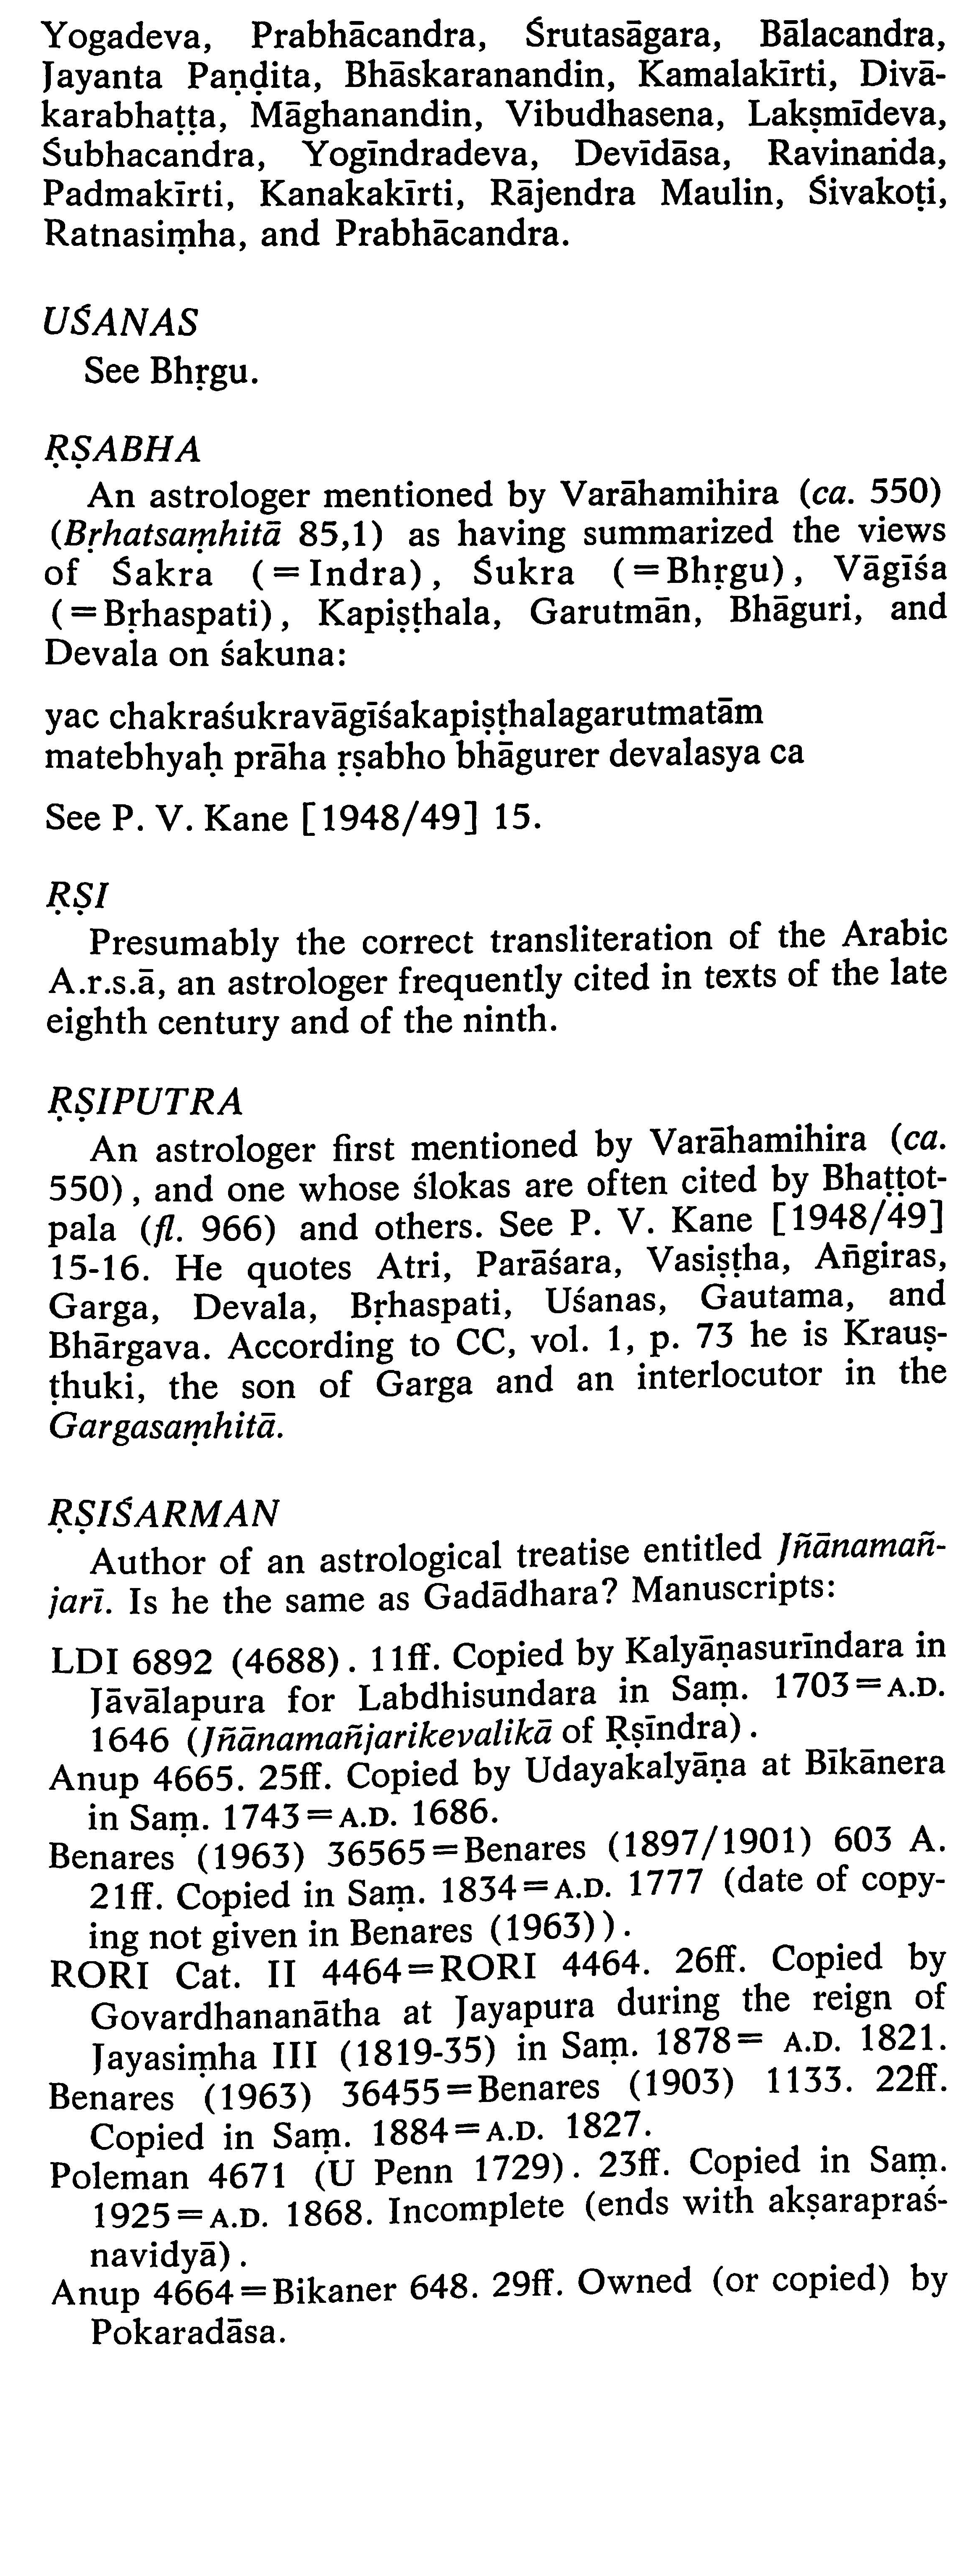 Yogadeva, Prabhācandra, Śrutasāgara, Bālacandra,
Jayanta Paṇḍita, Bhāskaranandin, Kamalakīrti, Divā-
karabhaṭṭa, Māghanandin, Vibudhasena, Lakṣmīdeva,
Śubhacandra, Yogīndradeva, Devīdāsa, Ravinanda,
Padmakīrti, Kanakakīrti, Rājendra Maulin, Śivakoṭi,
Ratnasiṃha, and Prabhācandra.
UŚANAS
See Bhṛgu.
ṚṢABHA
An astrologer mentioned by Varāhamihira (ca. 550)
(Bṛhatsaṃhitā 85,1) as having summarized the views
of Śakra (=Indra), Śukra (=Bhṛgu), Vāgīśa
(=Bṛhaspati), Kapiṣṭhala, Garutmān, Bhāguri, and
Devala on śakuna:
yac chakraśukravāgīśakapiṣṭhalagarutmatām
matebhyaḥ prāha ṛṣabho bhāgurer devalasya ca
See P. V. Kane [1948/49] 15.
ṚṢI
Presumably the correct transliteration of the Arabic
A.r.s.ā, an astrologer frequently cited in texts of the late
eighth century and of the ninth.
ṚṢIPUTRA
An astrologer first mentioned by Varāhamihira (ca.
550), and one whose ślokas are often cited by Bhaṭṭot-
pala (fl. 966) and others. See P. V. Kane [1948/49]
15-16. He quotes Atri, Parāśara, Vasiṣṭha, Añgiras,
Garga, Devala, Bṛhaspati, Uśanas, Gautama, and
Bhārgava. According to CC, vol. 1, p. 73 he is Krauṣ-
ṭhuki, the son of Garga and an interlocutor in the
Gargasaṃhitā.
ṚṢIŚARMAN
Author of an astrological treatise entitled Jñānamañ-
jarī. Is he the same as Gadādhara? Manuscripts:
LDI 6892 (4688). 11ff. Copied by Kalyāṇasurīndara in
Jāvālapura for Labdhisundara in Saṃ. 1703=A.D.
1646 (Jñānamañjarikevalikā of Ṛṣīndra).
Anup 4665. 25ff. Copied by Udayakalyāṇa at Bīkānera
in Saṃ. 1743=A.D. 1686.
Benares (1963) 36565=Benares (1897/1901) 603 A.
21ff. Copied in Saṃ. 1834=A.D. 1777 (date of copy-
ing not given in Benares (1963)).
RORI Cat. II 4464=RORI 4464. 26ff. Copied by
Govardhananātha at Jayapura during the reign of
Jayasiṃha III (1819-35) in Saṃ. 1878= A.D. 1821.
Benares (1963) 36455=Benares (1903) 1133. 22ff.
Copied in Saṃ. 1884=A.D. 1827.
Poleman 4671 (U Penn 1729). 23ff. Copied in Saṃ.
1925=A.D. 1868. Incomplete (ends with akṣarapraś-
navidyā).
Anup 4664=Bikaner 648. 29ff. Owned (or copied) by
Pokaradāsa.